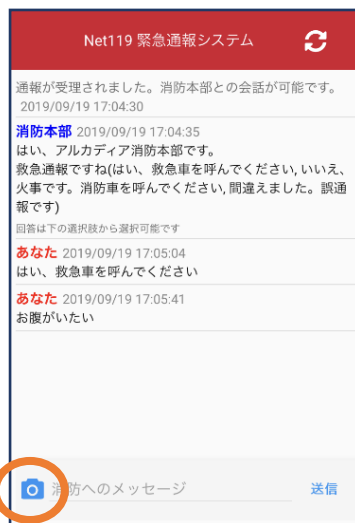 Net119 緊急通報システム
通報が受理されました。消防本部との会話が可能です。
2019/09/19 17:04:30
消防本部 2019/09/19 17:04:35
はい、アルカディア消防本部です。
救急通報ですね(はい、救急車を呼んでください, いいえ、
火事です。消防車を呼んでください, 間違えました。誤通
報です)
回答は下の選択肢から選択可能です
あなた 2019/09/19 17:05:04
はい、救急車を呼んでください
あなた 2019/09/19 17:05:41
お腹がいたい
消防へのメッセージ 送信